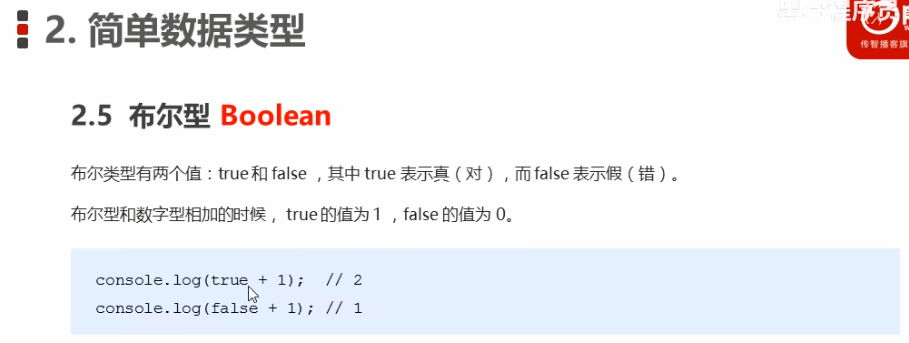 2. 简单数据类型
传智播客旗
2.5 布尔型 Boolean
布尔类型有两个值：true 和 false ，其中 true 表示真（对），而 false 表示假（错）。
布尔型和数字型相加的时候， true 的值为 1 ，false 的值为 0。
console.log(true + 1); // 2
console.log(false + 1); // 1